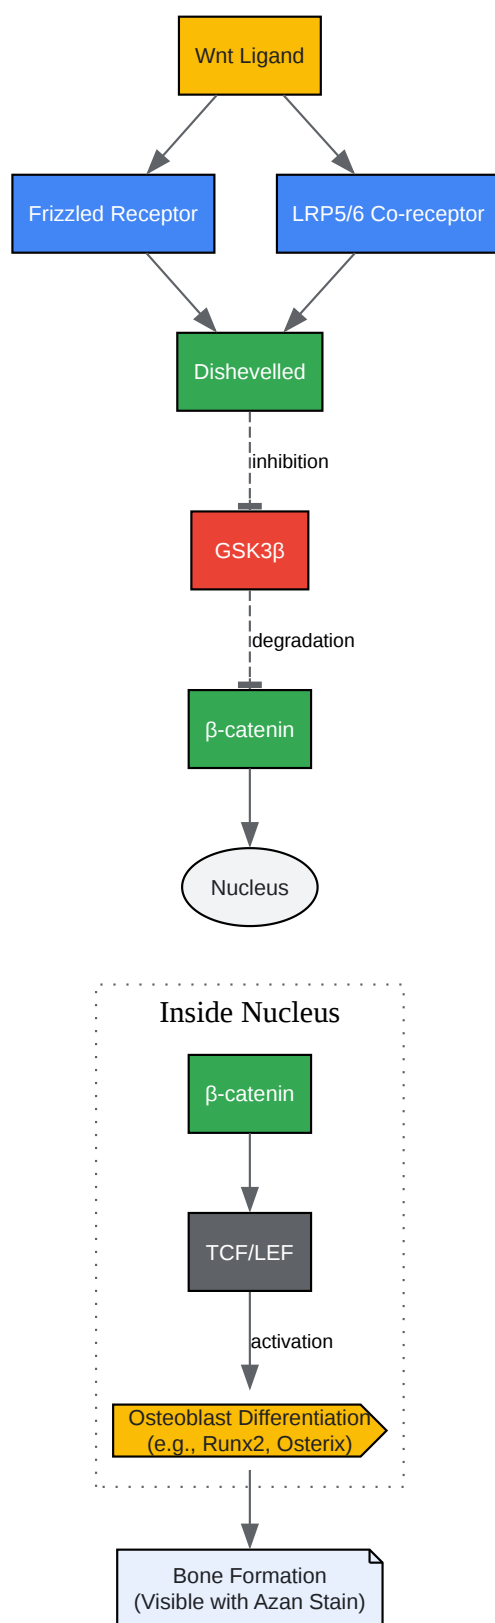 Wnt Ligand
Frizzled Receptor
LRP5/6 Co-receptor
Dishevelled
inhibition
GSK3β
degradation
β-catenin
Nucleus
Inside Nucleus
β-catenin
TCF/LEF
activation
Osteoblast Differentiation
(e.g., Runx2, Osterix)
Bone Formation
(Visible with Azan Stain)